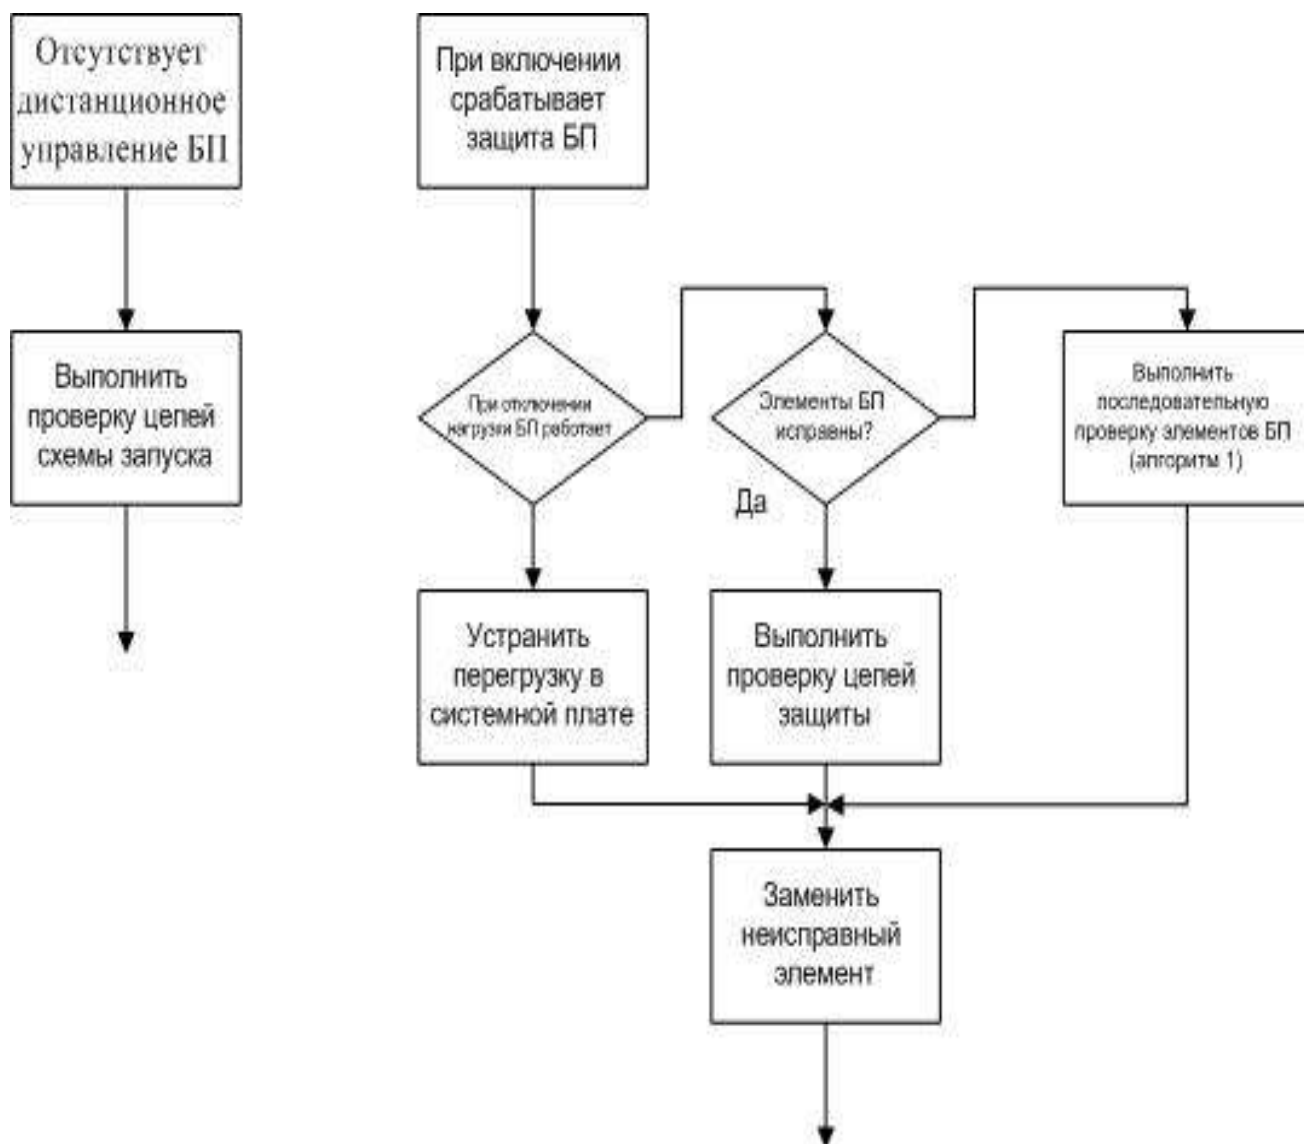 Отсутствует
дистанционное
управление БП
При включении
срабатывает
защита БП
Выполнить
проверку цепей
схемы запуска
При отключении
нагрузки БП работает
Элементы БП
исправны?
Выполнить
последовательную
проверку элементов БП
(алгоритм 1)
Да
Устранить
перегрузку в
системной плате
Выполнить
проверку цепей
защиты
Заменить
неисправный
элемент